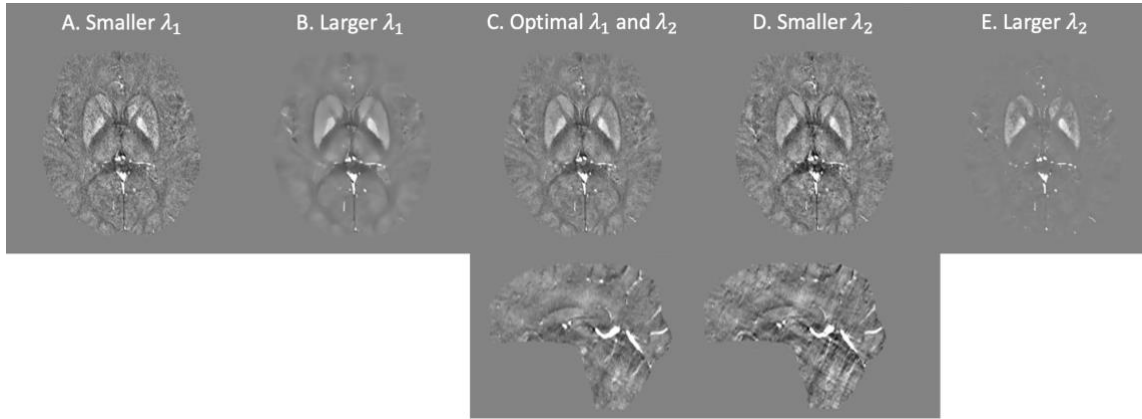 A. Smaller λ₁
B. Larger λ₁
C. Optimal λ₁ and λ₂
D. Smaller λ₂
E. Larger λ₂